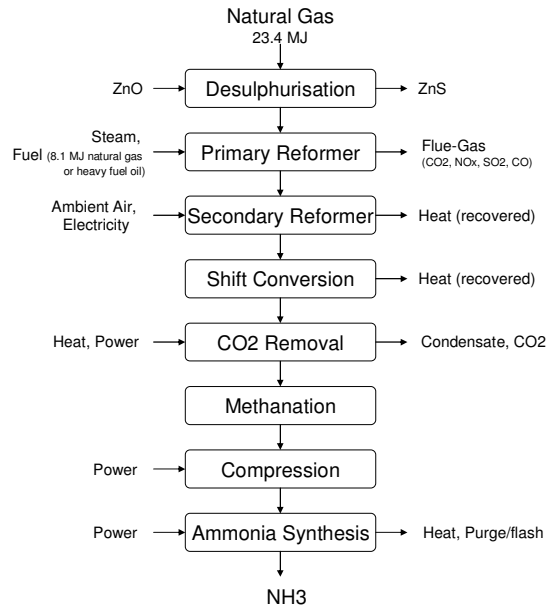 Natural Gas
23.4 MJ
ZnO
Desulphurisation
ZnS
Steam,
Fuel (8.1 MJ natural gas
or heavy fuel oil)
Primary Reformer
Flue-Gas
(CO2, NOx, SO2, CO)
Ambient Air,
Electricity
Secondary Reformer
Heat (recovered)
Shift Conversion
Heat (recovered)
Heat, Power
CO2 Removal
Condensate, CO2
Methanation
Power
Compression
Power
Ammonia Synthesis
Heat, Purge/flash
NH3